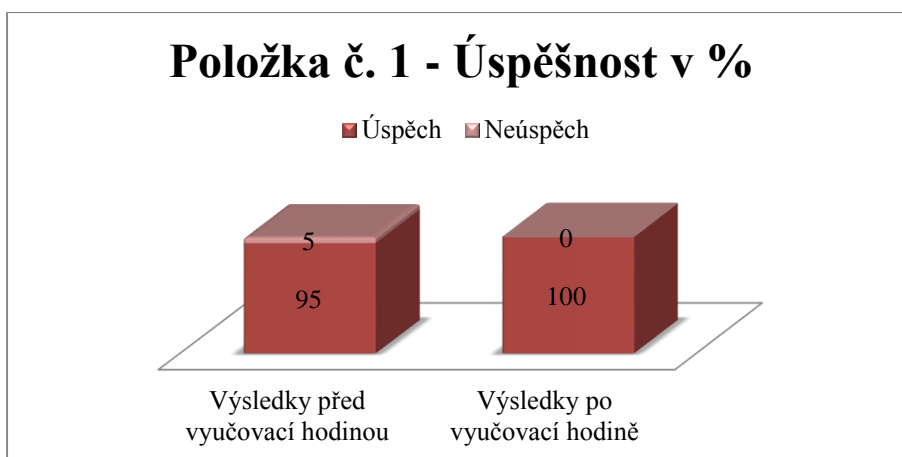 Položka č. 1 - Úspěšnost v %
Úspěch Neúspěch
5 0
95 100
Výsledky před vyučovací hodinou
Výsledky po vyučovací hodině